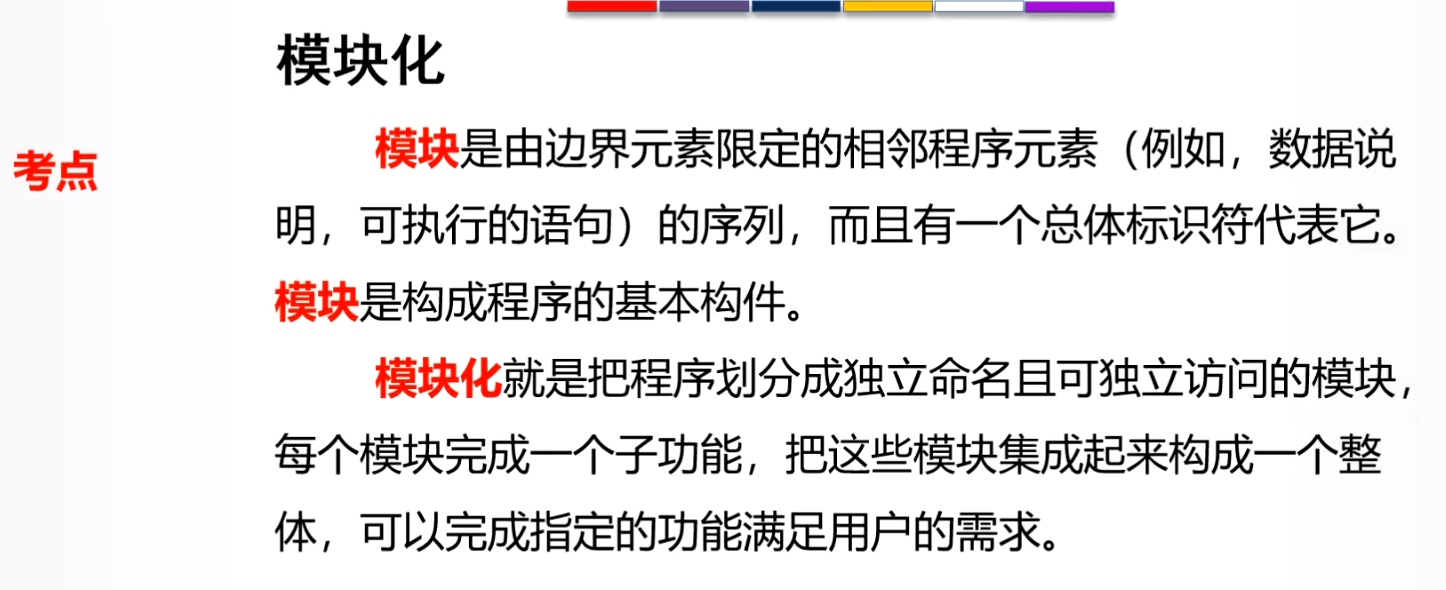 模块化
考点
模块是由边界元素限定的相邻程序元素（例如，数据说
明，可执行的语句）的序列，而且有一个总体标识符代表它。
模块是构成程序的基本构件。
模块化就是把程序划分成独立命名且可独立访问的模块，
每个模块完成一个子功能，把这些模块集成起来构成一个整
体，可以完成指定的功能满足用户的需求。